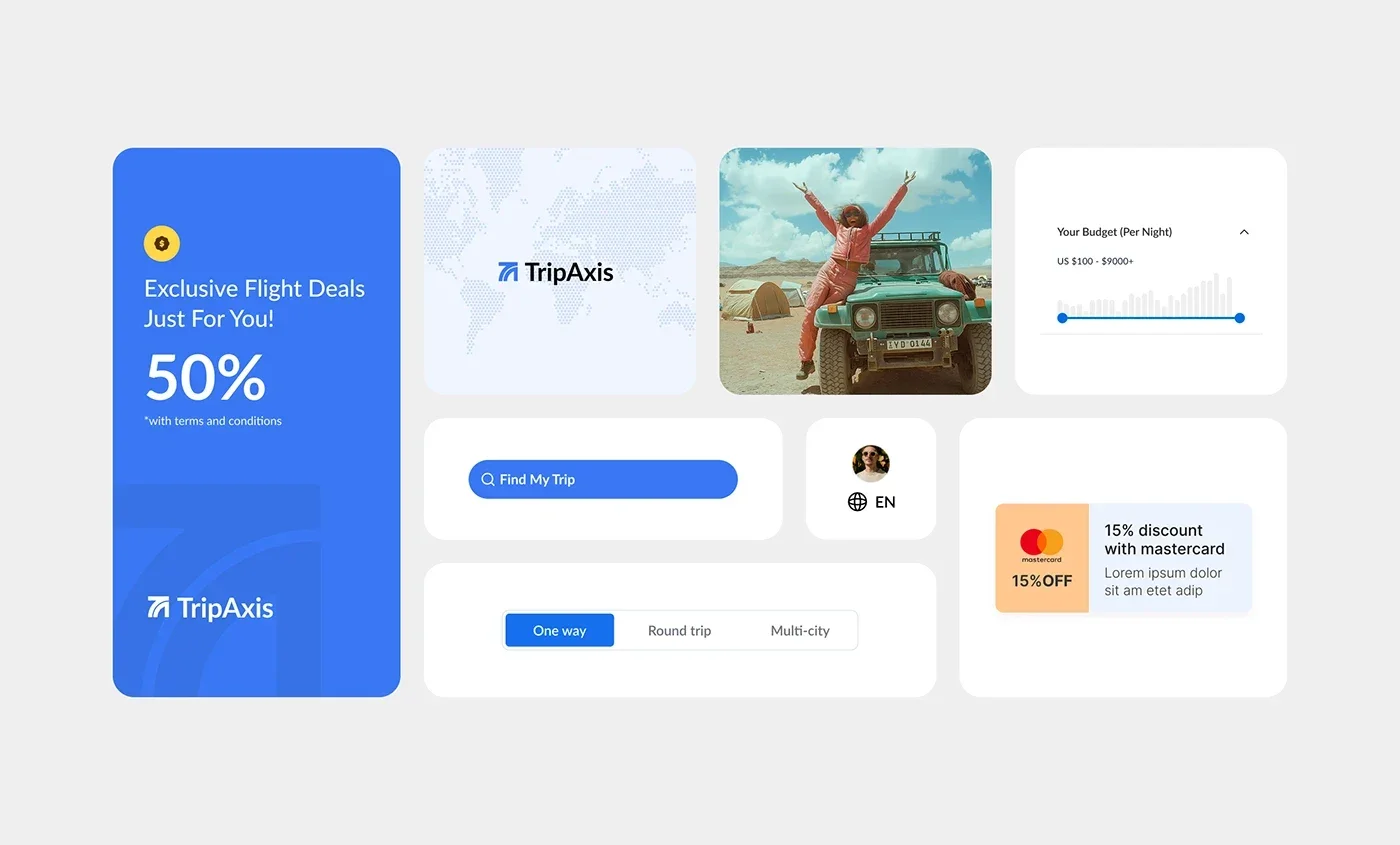 Exclusive Flight Deals
Just For You!
50%
*with terms and conditions
TripAxis
TripAxis
IYD 0144
Your Budget (Per Night)
US $100 - $9000+
Find My Trip
EN
One way
Round trip
Multi-city
mastercard
15%OFF
15% discount
with mastercard
Lorem ipsum dolor
sit am etet adip